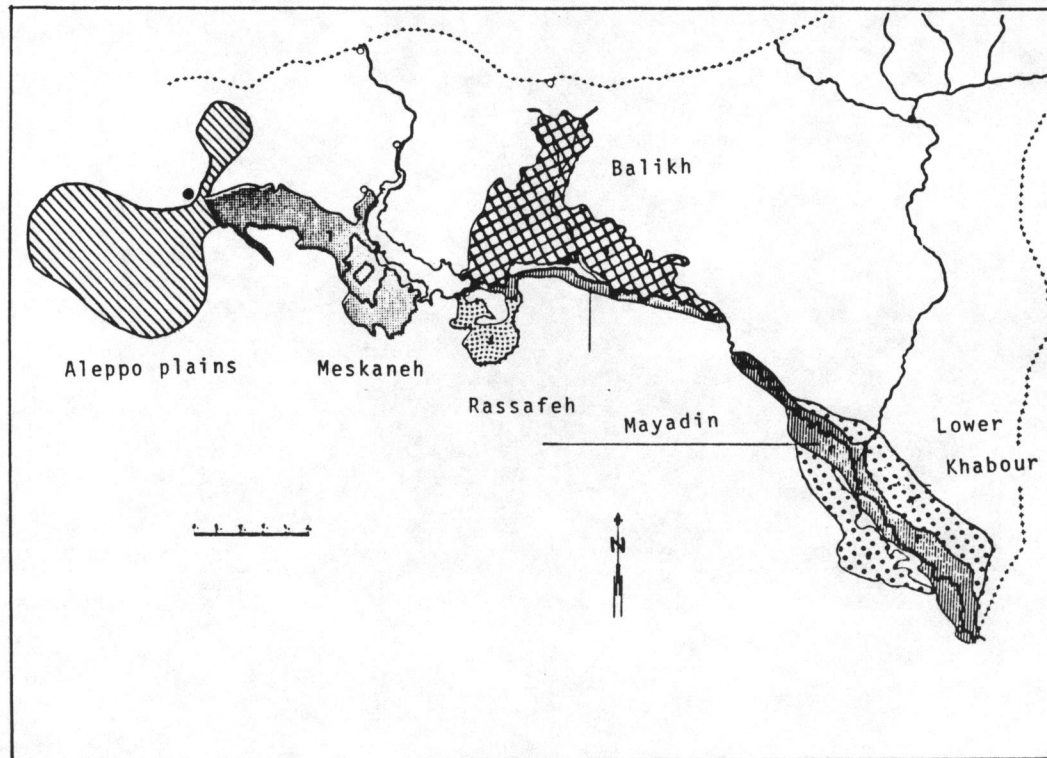 Balikh
Aleppo plains
Meskaneh
Rassafeh
Mayadin
Lower
Khabour
N